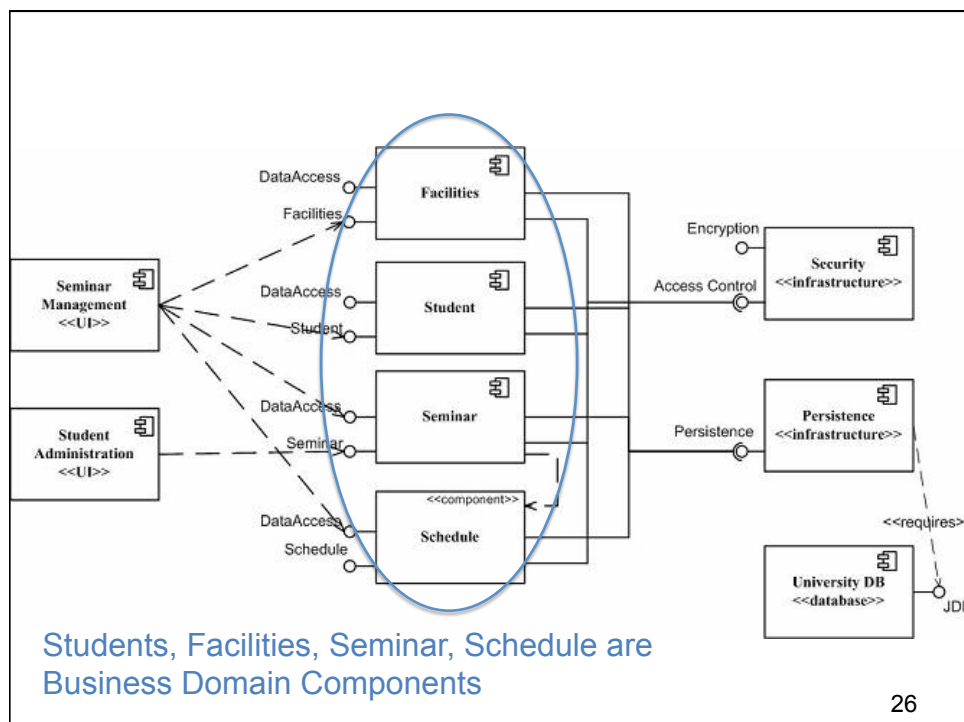 DataAccess
Facilities
Facilities
Encryption
Security
<<infrastructure>>
Access Control
Seminar
Management
<<UI>>
DataAccess
Student
Student
DataAccess
Seminar
Seminar
Student
Administration
<<UI>>
Persistence
<<infrastructure>>
Persistence
<<component>>
DataAccess
Schedule
Schedule
<<requires>
University DB
<<database>>
Students, Facilities, Seminar, Schedule are
Business Domain Components
26